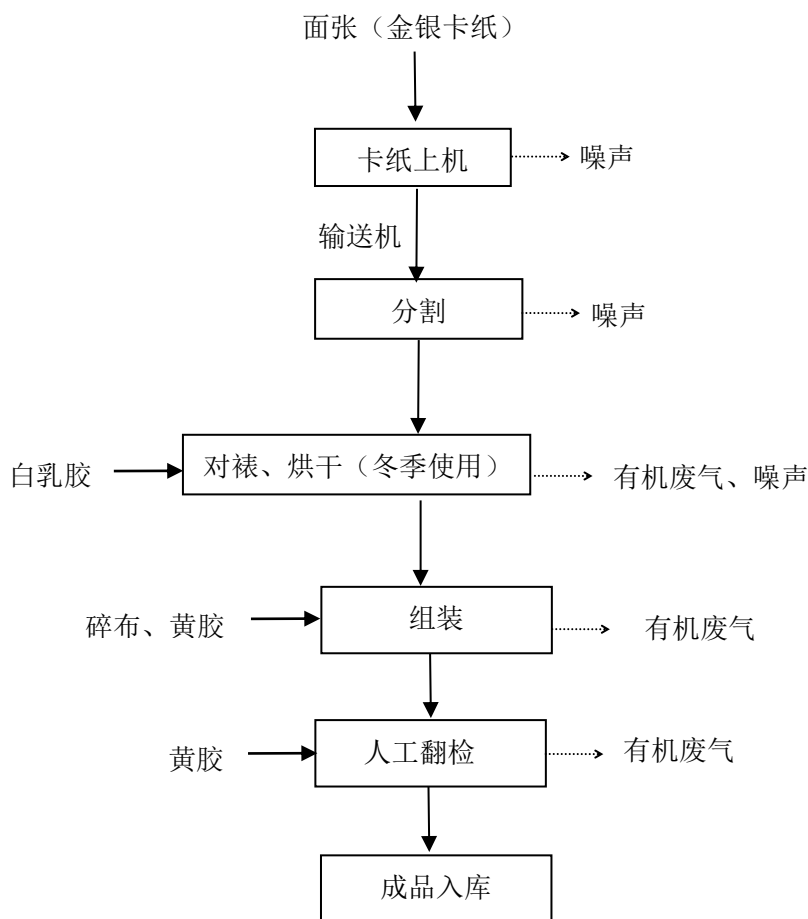 面张（金银卡纸）
卡纸上机
噪声
输送机
分割
噪声
白乳胶
对裱、烘干（冬季使用）
有机废气、噪声
碎布、黄胶
组装
有机废气
黄胶
人工翻检
有机废气
成品入库